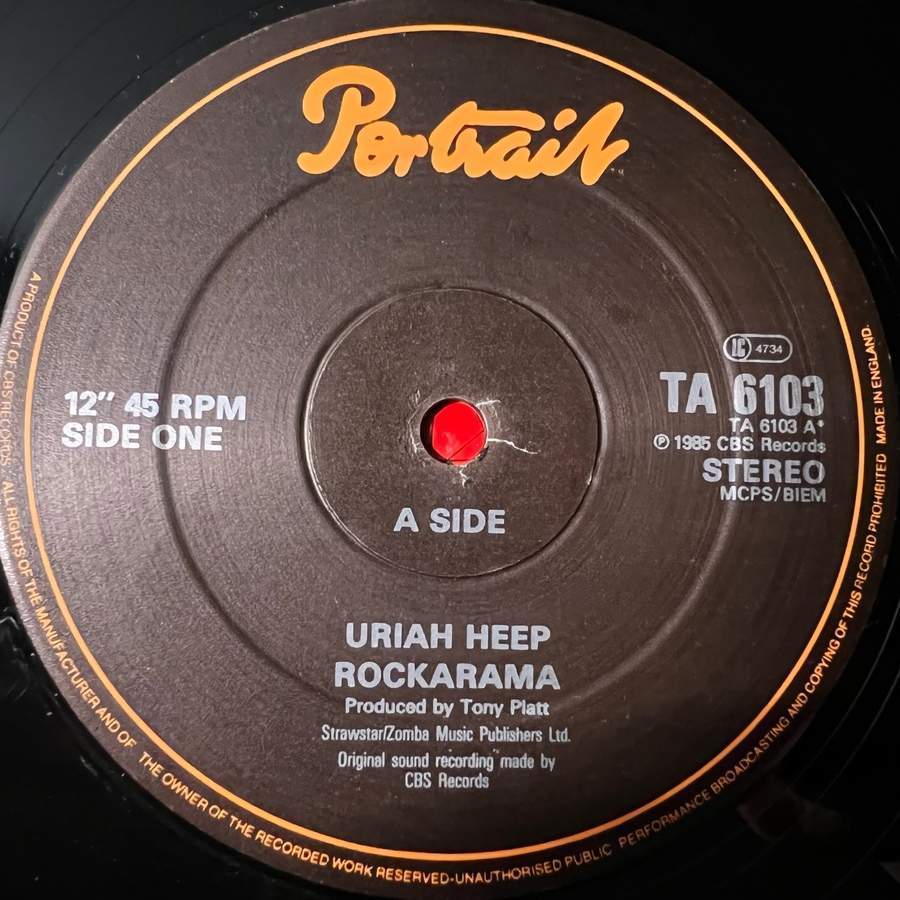 Portrait
12" 45 RPM
SIDE ONE
LC 4734
TA 6103
TA 6103 A*
℗ 1985 CBS Records
STEREO
MCPS/BIEM
A SIDE
URIAH HEEP
ROCKARAMA
Produced by Tony Platt
Strawstar/Zomba Music Publishers Ltd.
Original sound recording made by
CBS Records
A PRODUCT OF CBS RECORDS ALL RIGHTS OF THE MANUFACTURER AND OF THE OWNER OF THE RECORDED WORK RESERVED-UNAUTHORISED PUBLIC PERFORMANCE BROADCASTING AND COPYING OF THIS RECORD PROHIBITED MADE IN ENGLAND.